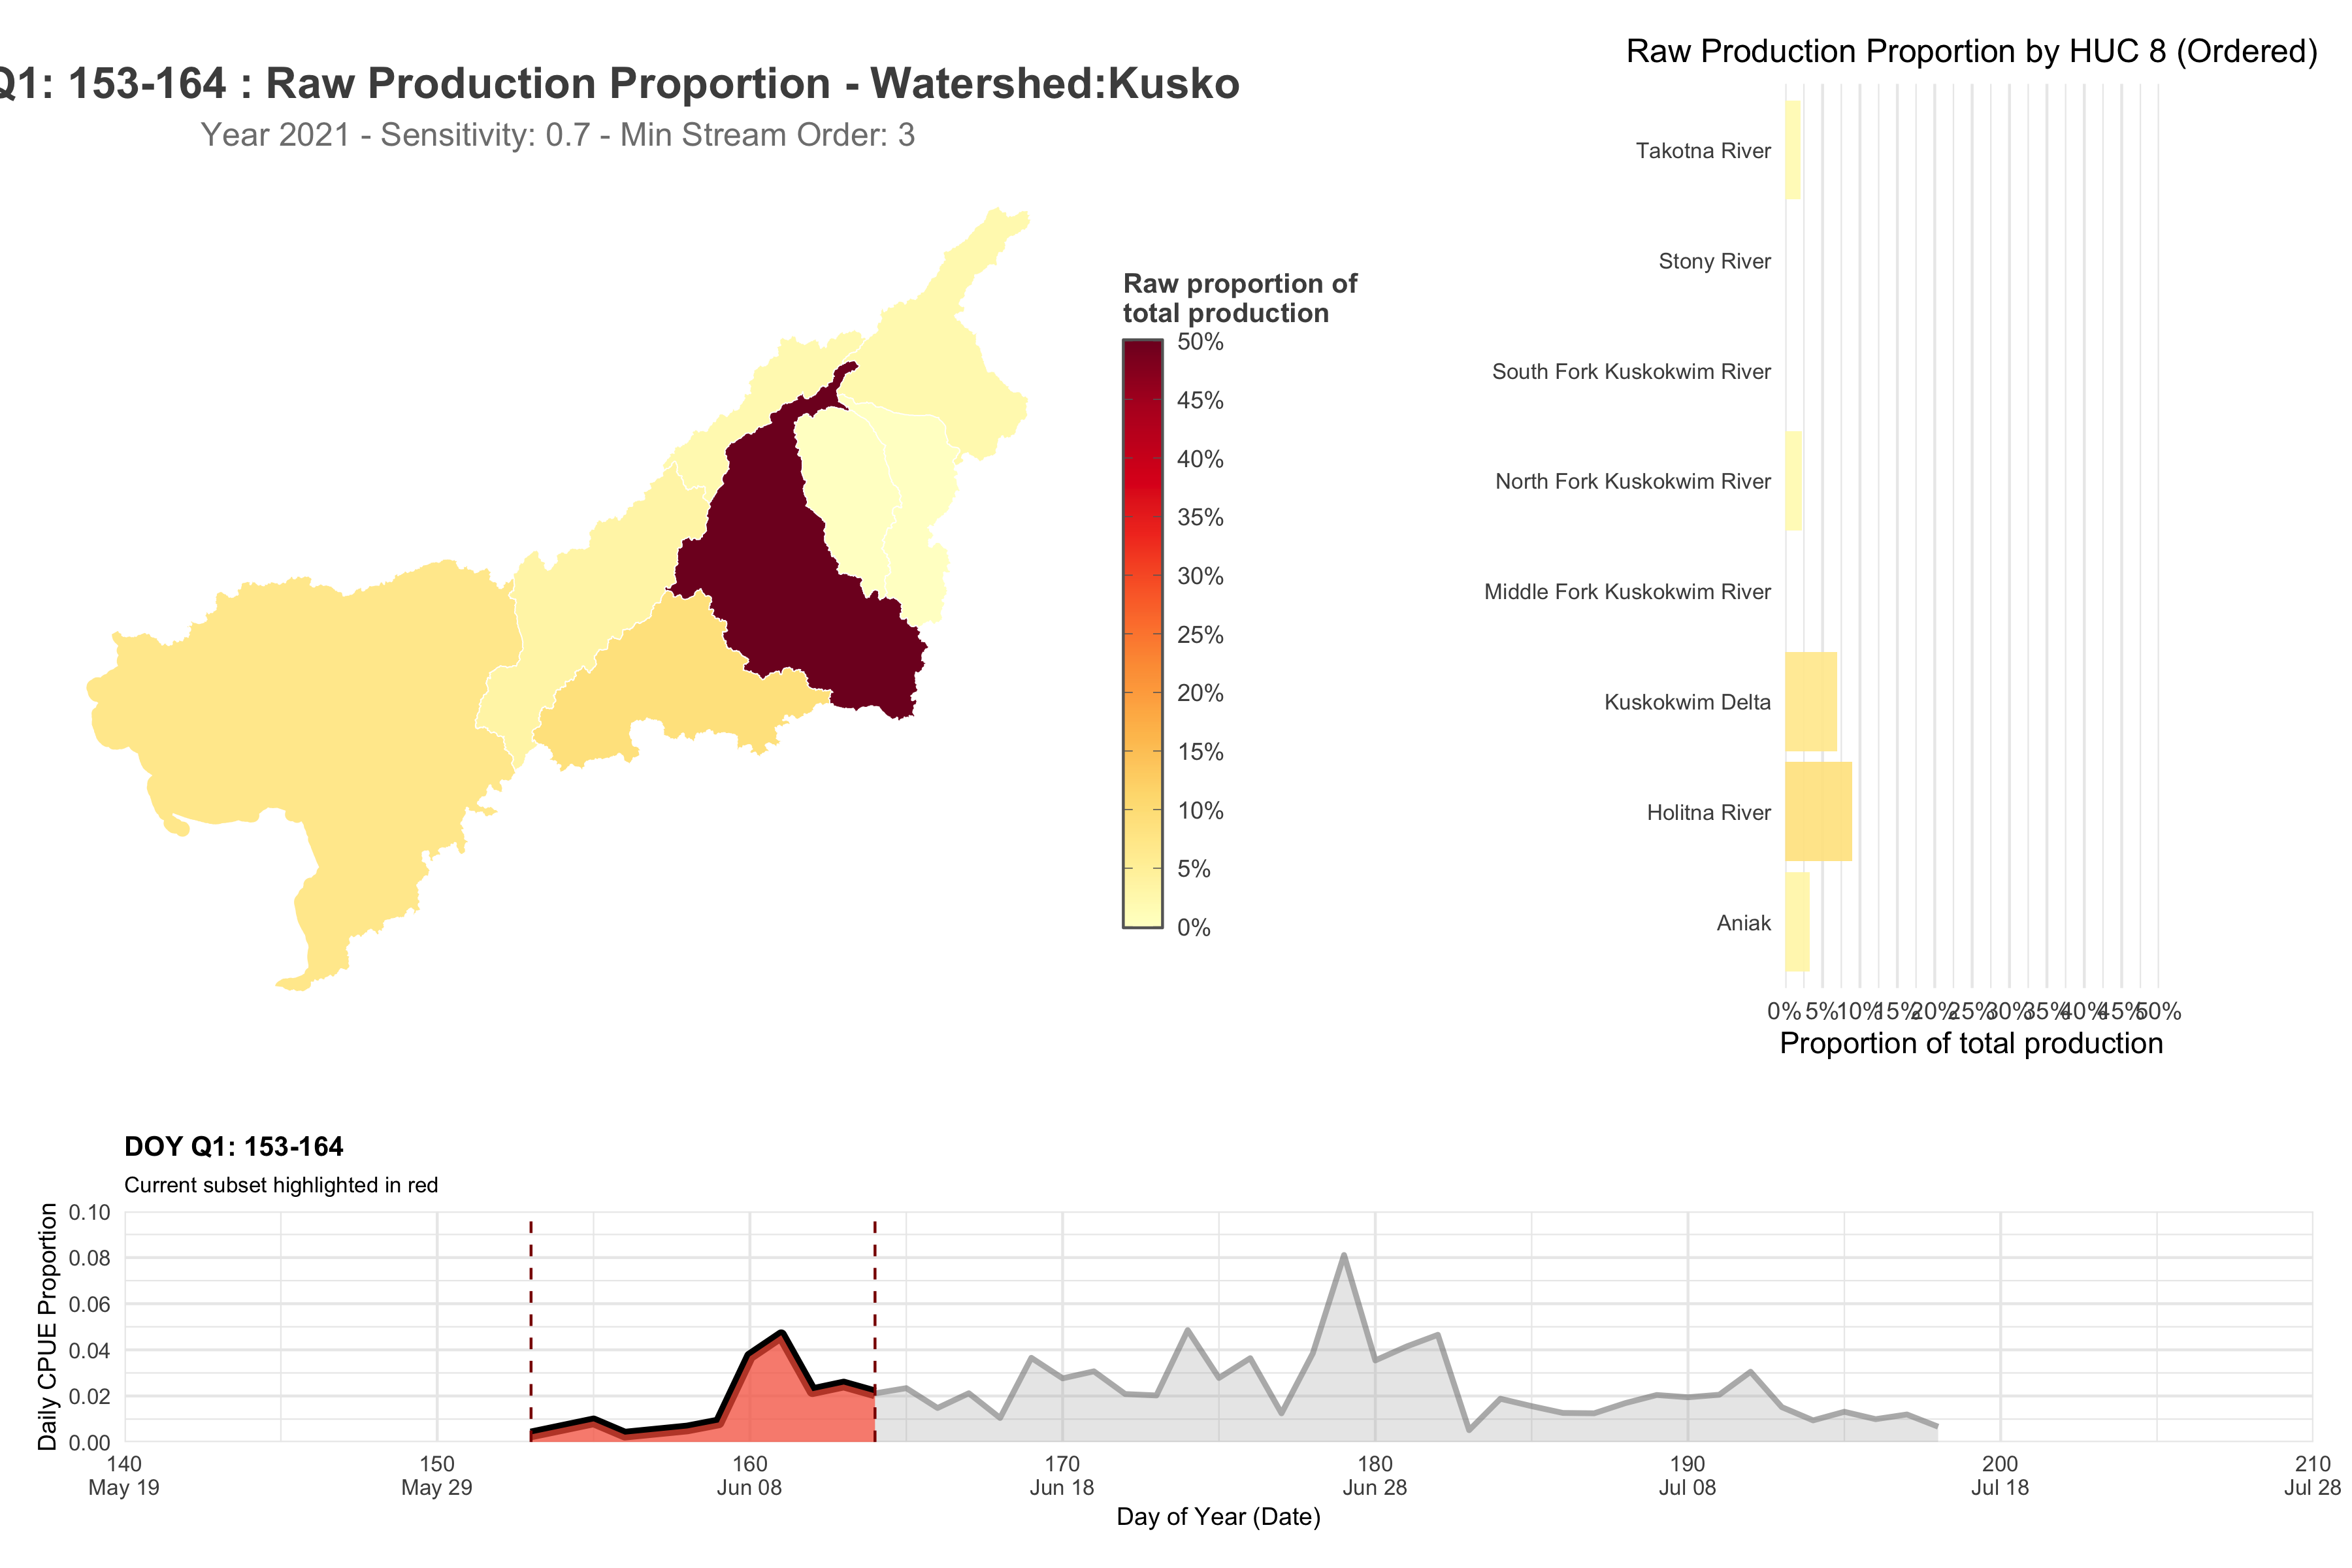 Q1: 153-164 : Raw Production Proportion - Watershed:Kusko
Year 2021 - Sensitivity: 0.7 - Min Stream Order: 3
Raw proportion of
total production
50%
45%
40%
35%
30%
25%
20%
15%
10%
5%
0%
Raw Production Proportion by HUC 8 (Ordered)
Takotna River
Stony River
South Fork Kuskokwim River
North Fork Kuskokwim River
Middle Fork Kuskokwim River
Kuskokwim Delta
Holitna River
Aniak
0% 5% 10% 15% 20% 25% 30% 35% 40% 45% 50%
Proportion of total production
DOY Q1: 153-164
Current subset highlighted in red
Daily CPUE Proportion
0.10
0.08
0.06
0.04
0.02
0.00
140 150 160 170 180 190 200 210
May 19 May 29 Jun 08 Jun 18 Jun 28 Jul 08 Jul 18 Jul 28
Day of Year (Date)